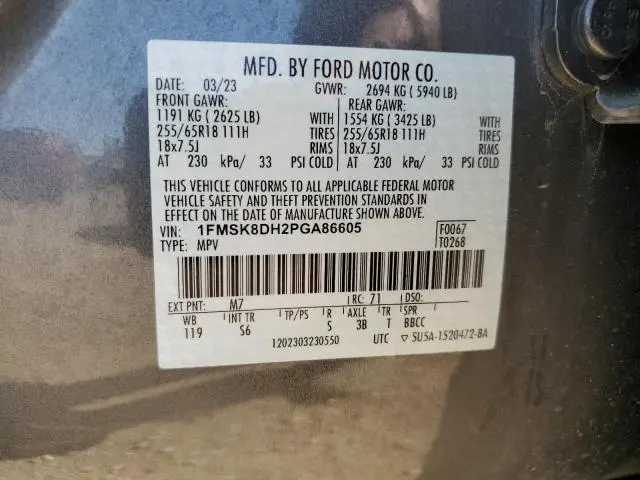 MFD. BY FORD MOTOR CO.
DATE: 03/23 GVWR: 2694 KG ( 5940 LB)
FRONT GAWR: REAR GAWR:
1191 KG ( 2625 LB) WITH 1554 KG ( 3425 LB) WITH
255/65R18 111H TIRES 255/65R18 111H TIRES
18x7.5J RIMS 18x7.5J RIMS
AT 230 kPa/ 33 PSI COLD AT 230 kPa/ 33 PSI COLD
THIS VEHICLE CONFORMS TO ALL APPLICABLE FEDERAL MOTOR
VEHICLE SAFETY AND THEFT PREVENTION STANDARDS IN
EFFECT ON THE DATE OF MANUFACTURE SHOWN ABOVE.
VIN: 1FMSK8DH2PGA86605 F0067
TYPE: MPV T0268
EXT PNT: M7 RC: 71 DSO:
WB INT TR TP/PS R AXLE T SPR
119 S6 S 3B T BBCC
1202303230550 UTC ▽ SU5A-1520472-BA